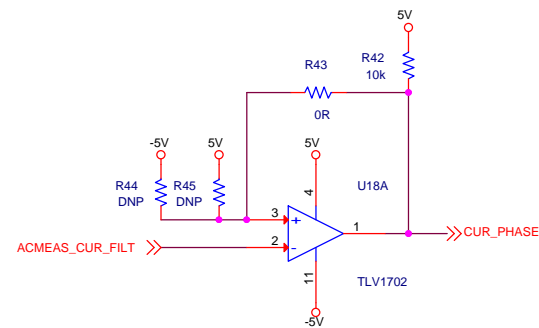 5V
R43
R42
10k
0R
-5V
5V
5V
R44
R45
DNP
DNP
4
U18A
3
+
1
CUR_PHASE
ACMEAS_CUR_FILT
2
-
11
TLV1702
-5V